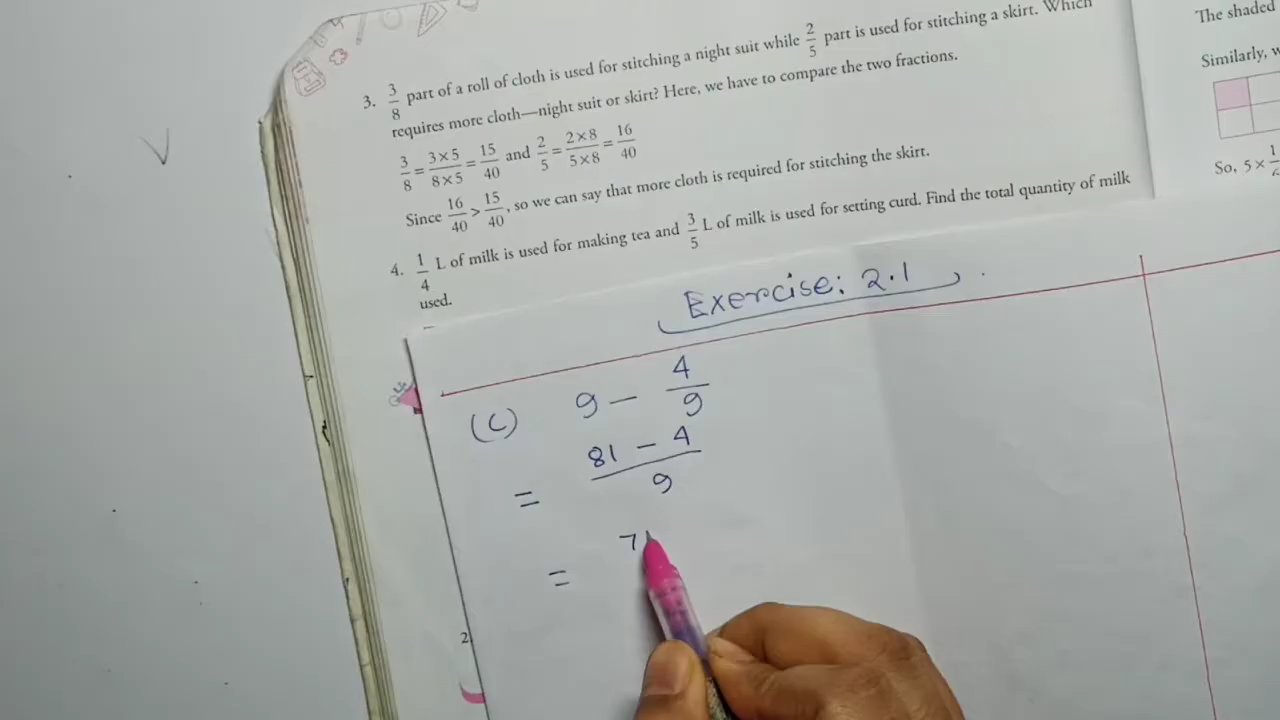 3. 3/8 part of a roll of cloth is used for stitching a night suit while 2/5 part is used for stitching a skirt. Which
requires more cloth—night suit or skirt? Here, we have to compare the two fractions.
3/8 = 3×5/8×5 = 15/40 and 2/5 = 2×8/5×8 = 16/40
Since 16/40 > 15/40, so we can say that more cloth is required for stitching the skirt.
4. 1/4 L of milk is used for making tea and 3/5 L of milk is used for setting curd. Find the total quantity of milk
used.
The shaded
Similarly,
So, 5 ×
Exercise: 2.1
(C) 9 - 4/9
= 81 - 4/9
= 7
2